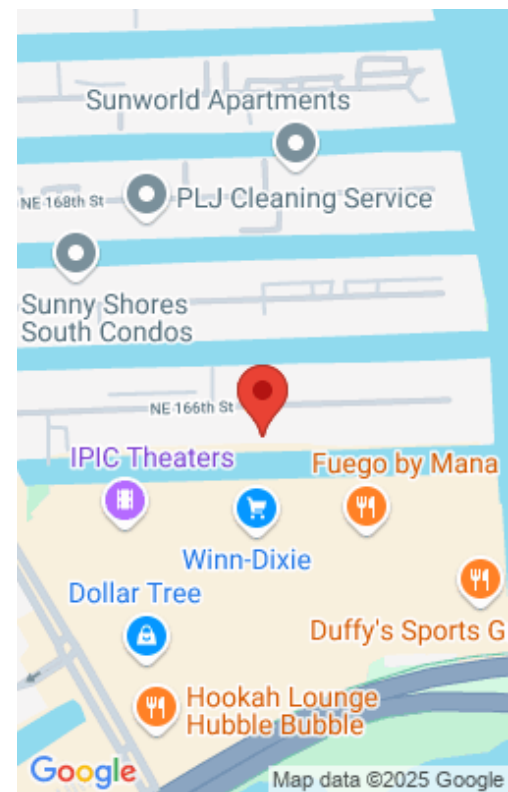 Sunworld Apartments
NE 168th St
PLJ Cleaning Service
Sunny Shores
South Condos
NE 166th St
IPIC Theaters
Fuego by Mana
Winn-Dixie
Dollar Tree
Duffy's Sports G
Hookah Lounge
Hubble Bubble
Google
Map data ©2025 Google